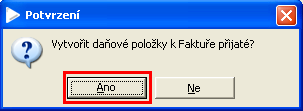 Potvrzení
Vytvořit daňové položky k Faktuře přijaté?
Ano
Ne